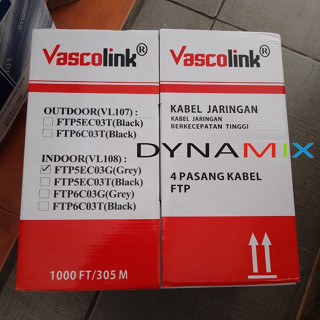 Vascolink®
OUTDOOR(VL107) :
FTP5EC03T(Black)
FTP6C03T(Black)
INDOOR(VL108) :
FTP5EC03G(Grey)
FTP5EC03T(Black)
FTP6C03G(Grey)
FTP6C03T(Black)
1000 FT/305 M
Vascolink®
KABEL JARINGAN
KABEL JARINGAN
BERKECEPATAN TINGGI
DYNAMIX
4 PASANG KABEL
FTP